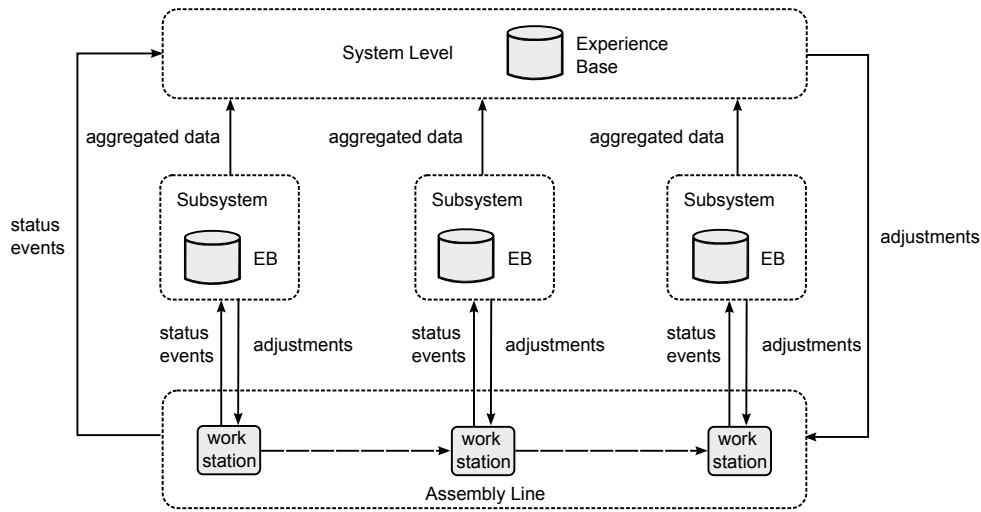 System Level
Experience
Base
aggregated data
aggregated data
aggregated data
Subsystem
Subsystem
Subsystem
status
events
EB
EB
EB
adjustments
status
events
adjustments
status
events
adjustments
status
events
adjustments
work
station
work
station
work
station
Assembly Line